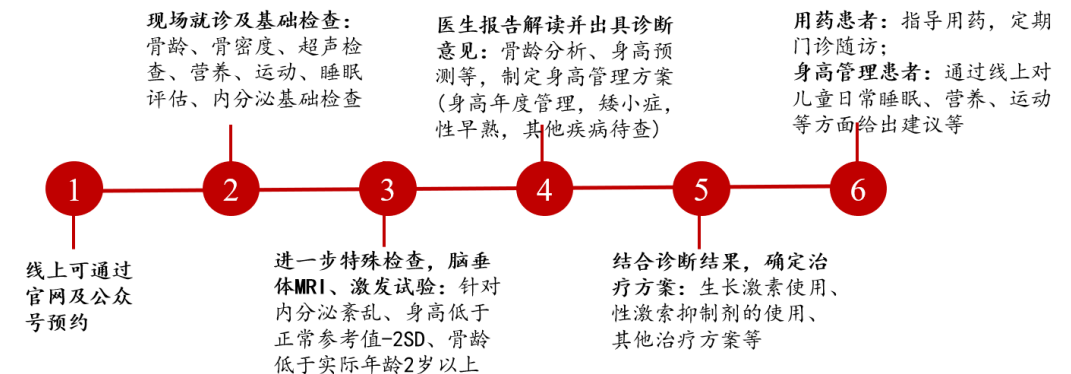 现场就诊及基础检查：
骨龄、骨密度、超声检
查、营养、运动、睡眠
评估、内分泌基础检查
医生报告解读并出具诊断
意见：骨龄分析、身高预
测等，制定身高管理方案
(身高年度管理，矮小症，
性早熟，其他疾病待查)
用药患者：指导用药，定期
门诊随访；
身高管理患者：通过线上对
儿童日常睡眠、营养、运动
等方面给出建议等
1
2
3
4
5
6
线上可通过
官网及公众
号预约
进一步特殊检查，脑垂
体MRI、激发试验：针对
内分泌紊乱、身高低于
正常参考值-2SD、骨龄
低于实际年龄2岁以上
结合诊断结果，确定治
疗方案：生长激素使用、
性激索抑制剂的使用、
其他治疗方案等